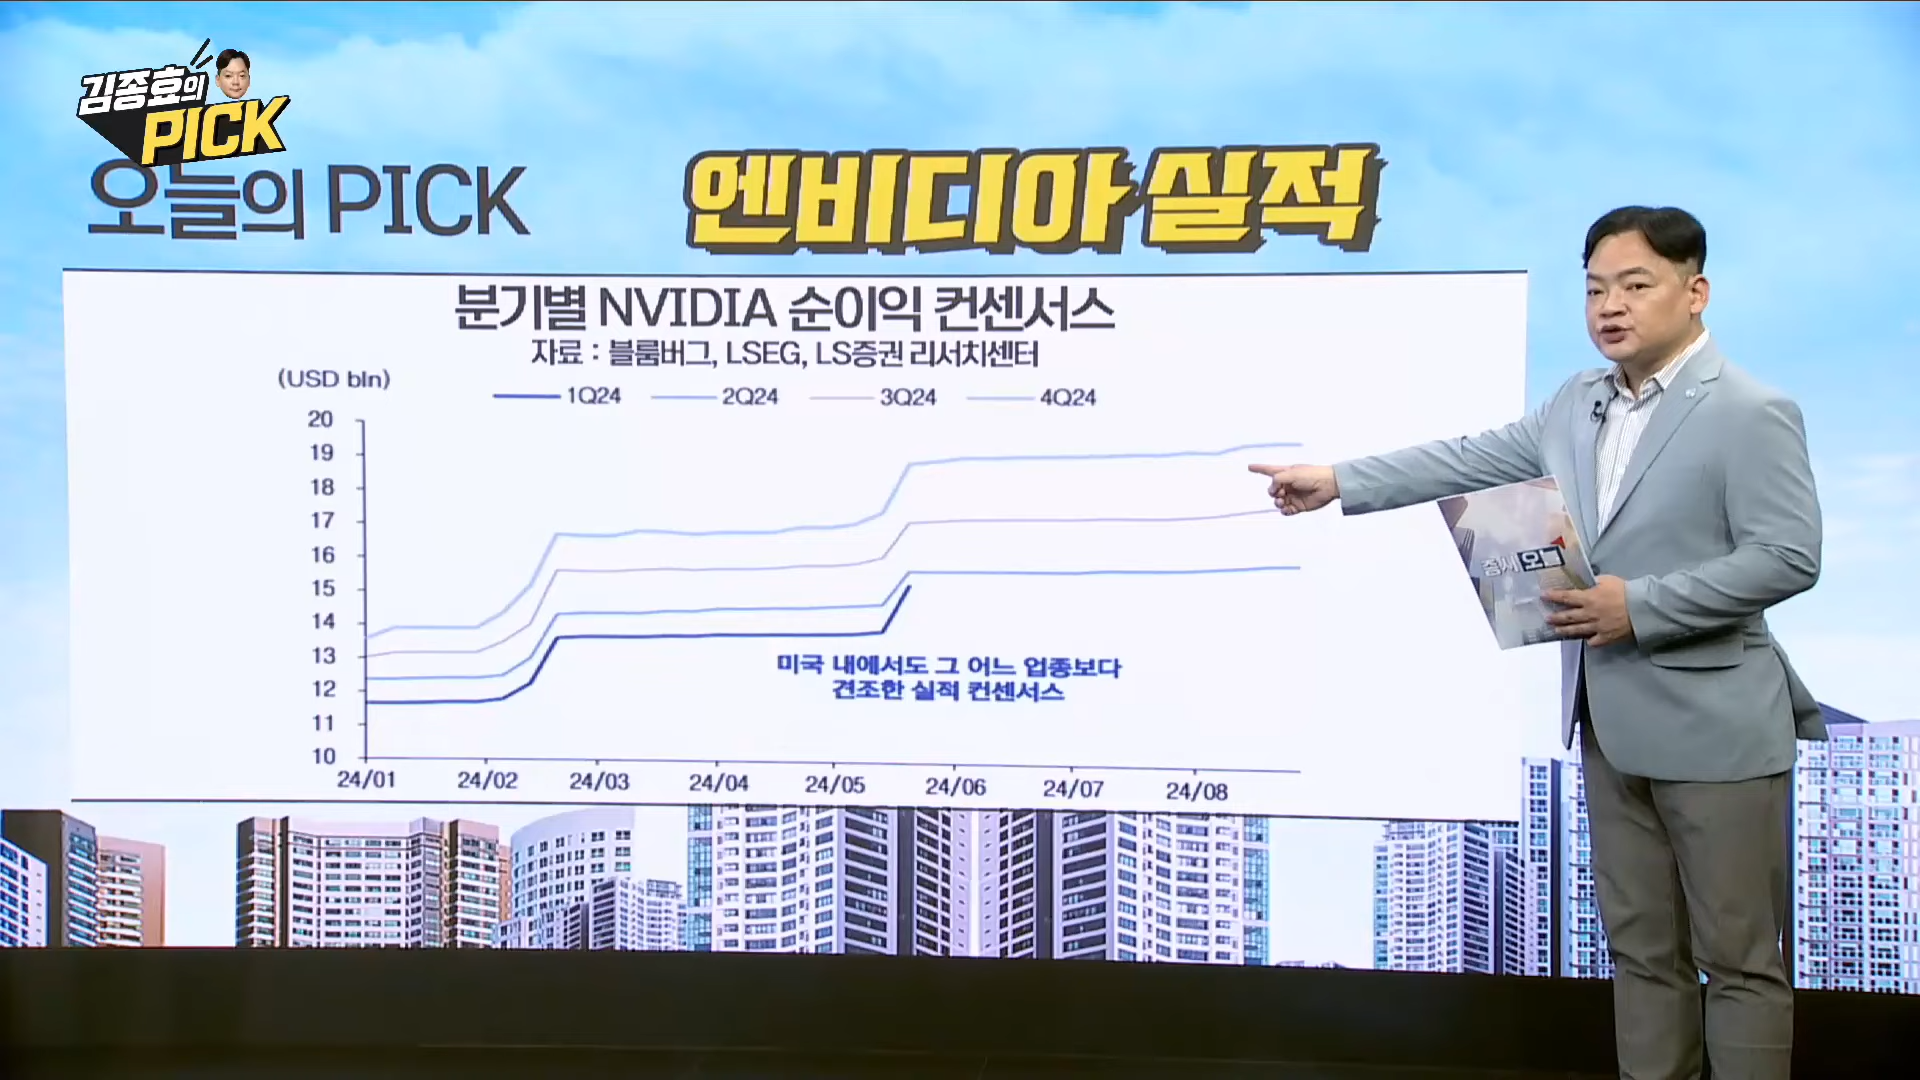 김종효의
PICK
오늘의 PICK
엔비디아 실적
분기별 NVIDIA 순이익 컨센서스
자료 : 블룸버그, LSEG, LS증권 리서치센터
(USD bln)
1Q24 2Q24 3Q24 4Q24
20
19
18
17
16
15
14
13
12
11
10
24/01 24/02 24/03 24/04 24/05 24/06 24/07 24/08
미국 내에서도 그 어느 업종보다
견조한 실적 컨센서스
증시 오늘